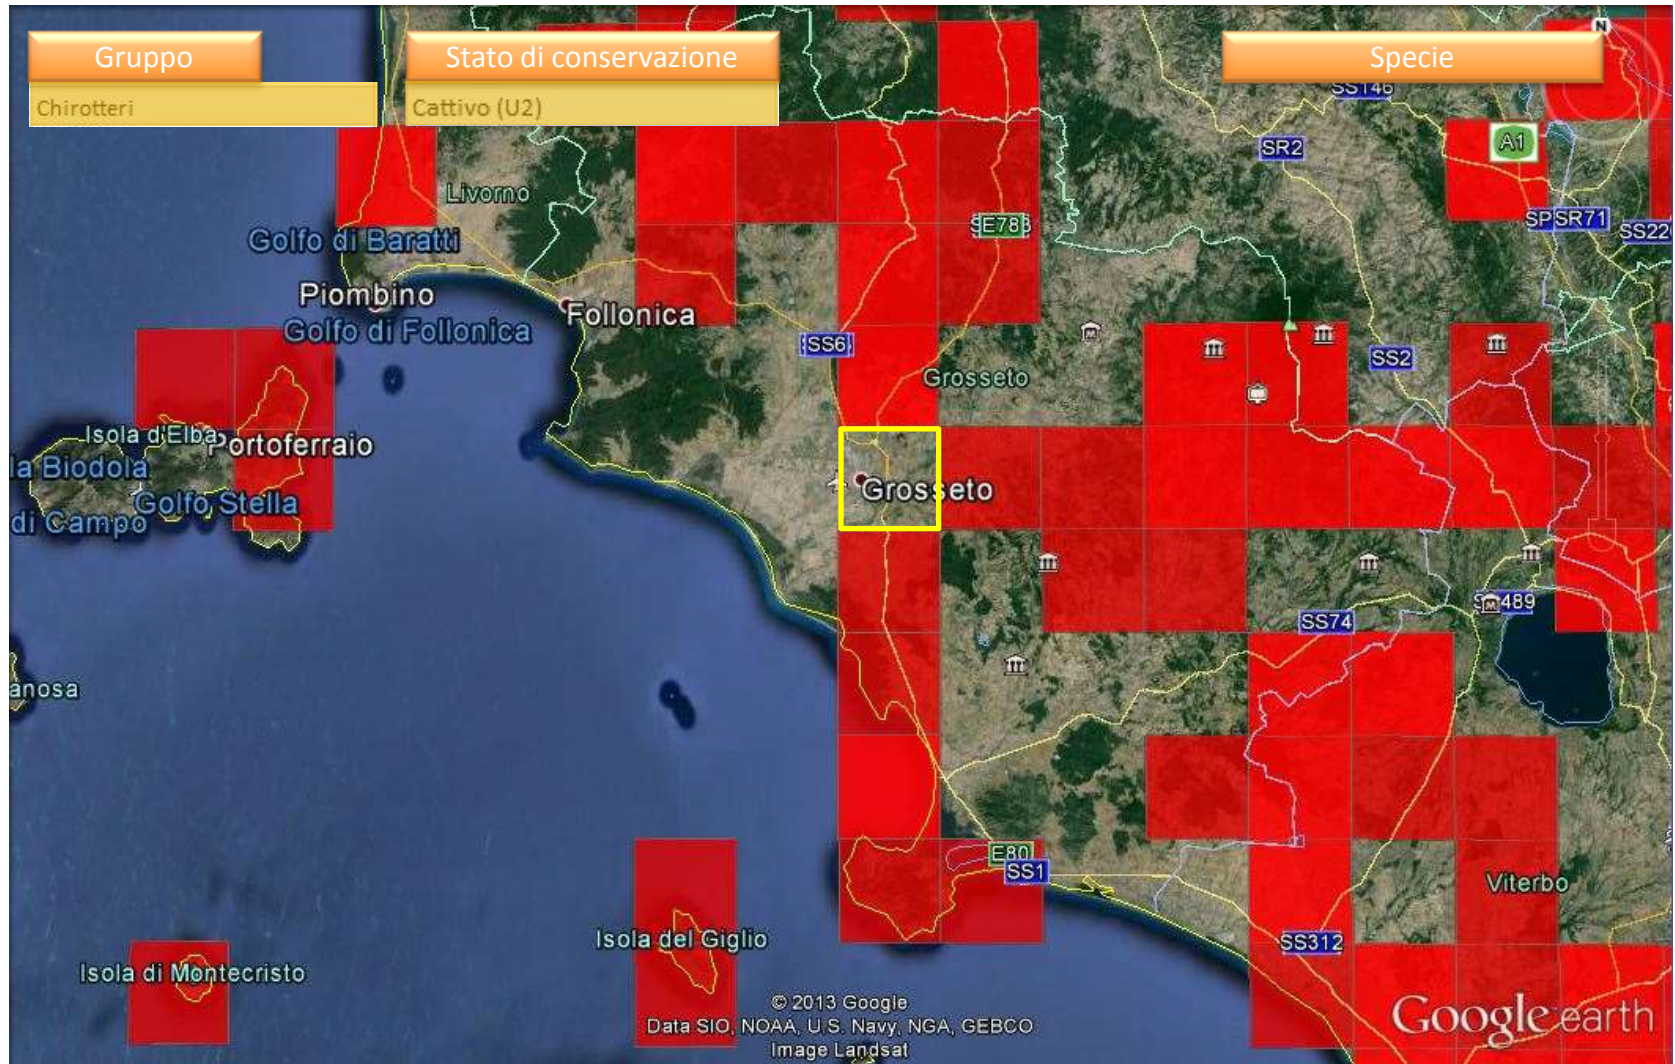 Gruppo
Stato di conservazione
Specie
Chirotteri
Cattivo (U2)
N
SS146
A1
SR2
Livorno
SR71
E78
SS22
Golfo di Baratti
Piombino
Follonica
Golfo di Follonica
SS6
SS2
Grosseto
Isola d'Elba
Portoferraio
la Biodola
Grosseto
Golfo Stella
di Campo
489
SS74
anosa
E80
SS1
Viterbo
Isola del Giglio
SS312
Isola di Montecristo
© 2013 Google
Data SIO, NOAA, U.S. Navy, NGA, GEBCO
Image Landsat
Google earth